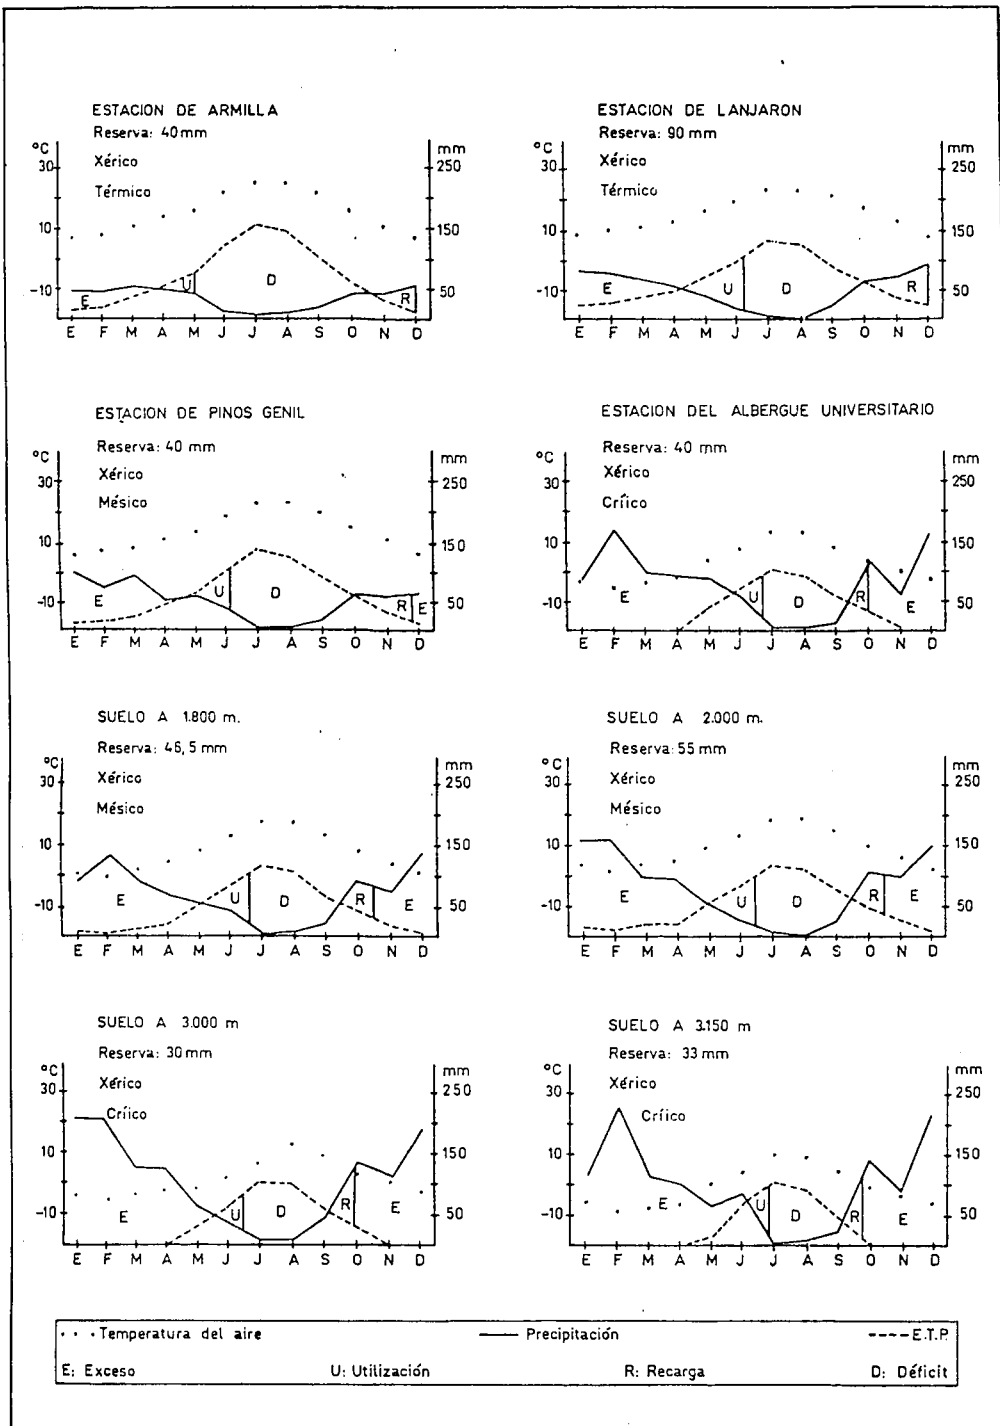 ESTACION DE ARMILLA
Reserva: 40 mm
Xérico
Térmico
°C
30
10
-10
mm
250
150
50
E U D R
E F M A M J J A S O N D
ESTACION DE LANJARON
Reserva: 90 mm
Xérico
Térmico
°C
30
10
-10
mm
250
150
50
E U D R
E F M A M J J A S O N D
ESTACION DE PINOS GENIL
Reserva: 40 mm
Xérico
Mésico
°C
30
10
-10
mm
250
150
50
E U D R E
E F M A M J J A S O N D
ESTACION DEL ALBERGUE UNIVERSITARIO
Reserva: 40 mm
Xérico
Críico
°C
30
10
-10
mm
250
150
50
E U D R E
E F M A M J J A S O N D
SUELO A 1.800 m.
Reserva: 46,5 mm
Xérico
Mésico
°C
30
10
-10
mm
250
150
50
E U D R E
E F M A M J J A S O N D
SUELO A 2.000 m.
Reserva: 55 mm
Xérico
Mésico
°C
30
10
-10
mm
250
150
50
E U D R E
E F M A M J J A S O N D
SUELO A 3.000 m
Reserva: 30 mm
Xérico
Críico
°C
30
10
-10
mm
250
150
50
E U D R E
E F M A M J J A S O N D
SUELO A 3.150 m
Reserva: 33 mm
Xérico
Críico
°C
30
10
-10
mm
250
150
50
E U D R E
E F M A M J J A S O N D
Temperatura del aire Precipitación E.T.P.
E: Exceso U: Utilización R: Recarga D: Déficit